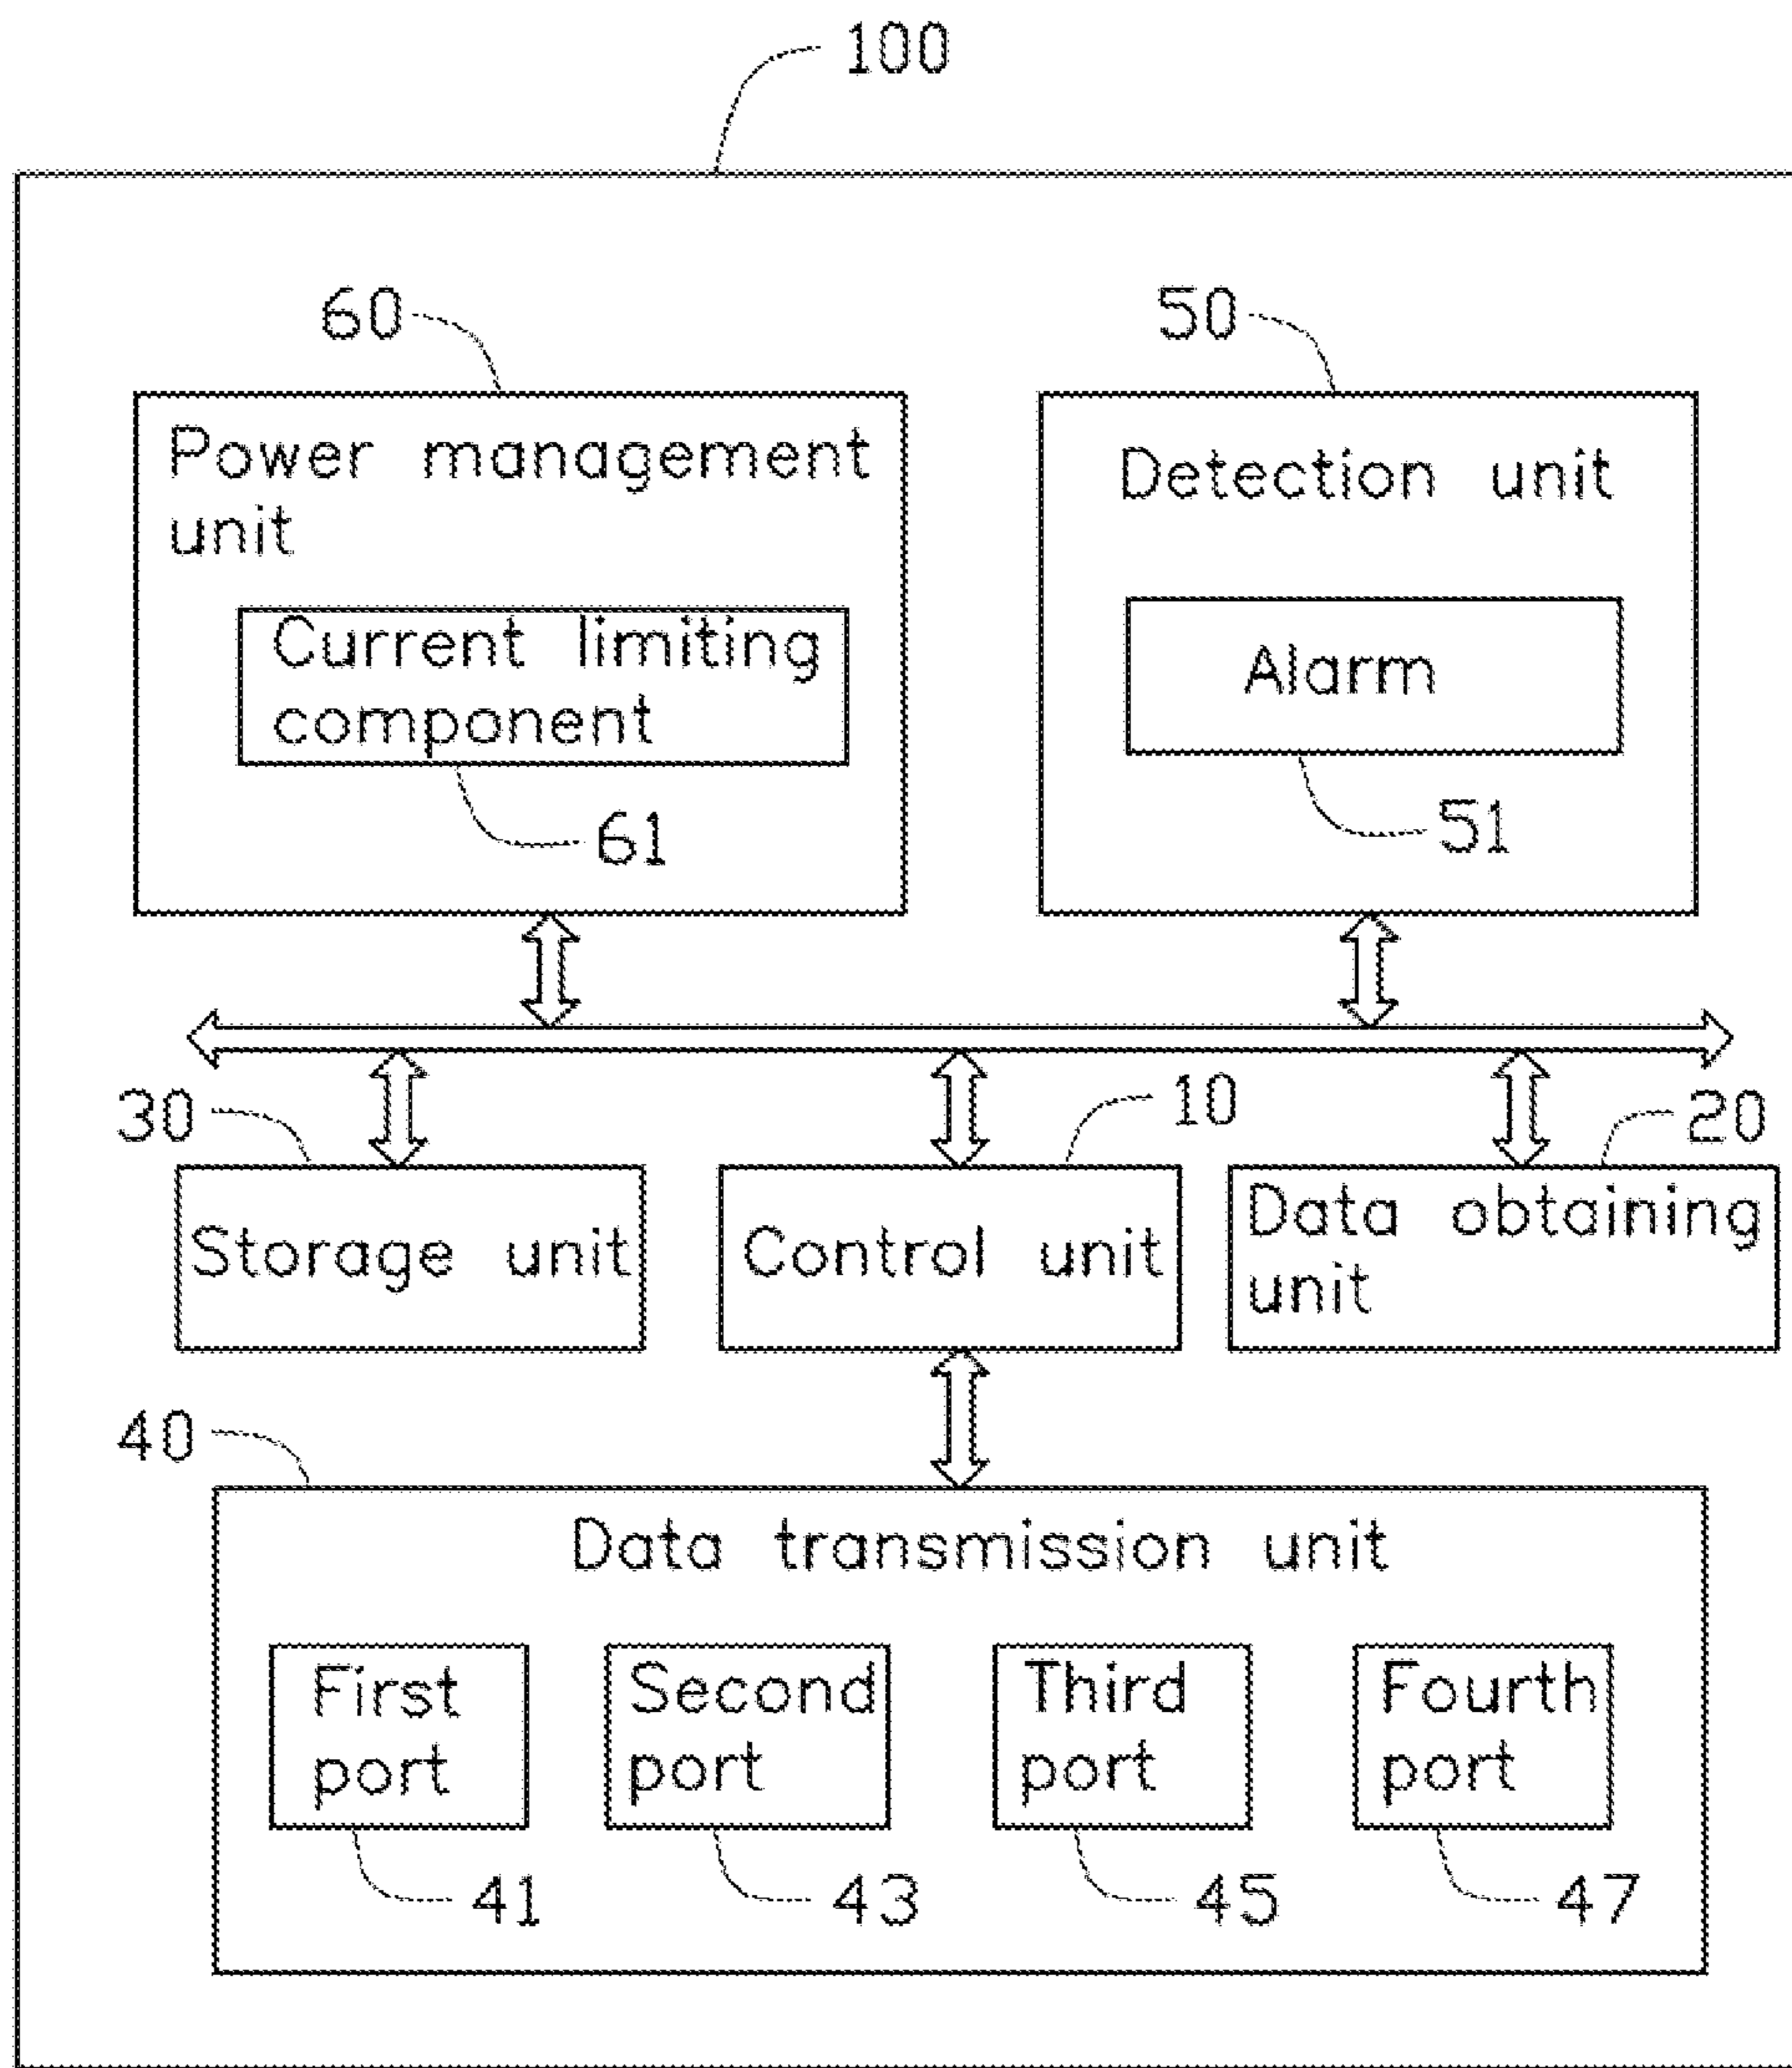 100
60
50
Power management
unit
Detection unit
Current limiting
component
Alarm
61
51
30
10
20
Storage unit
Control unit
Data obtaining
unit
40
Data transmission unit
First
port
Second
port
Third
port
Fourth
port
41
43
45
47